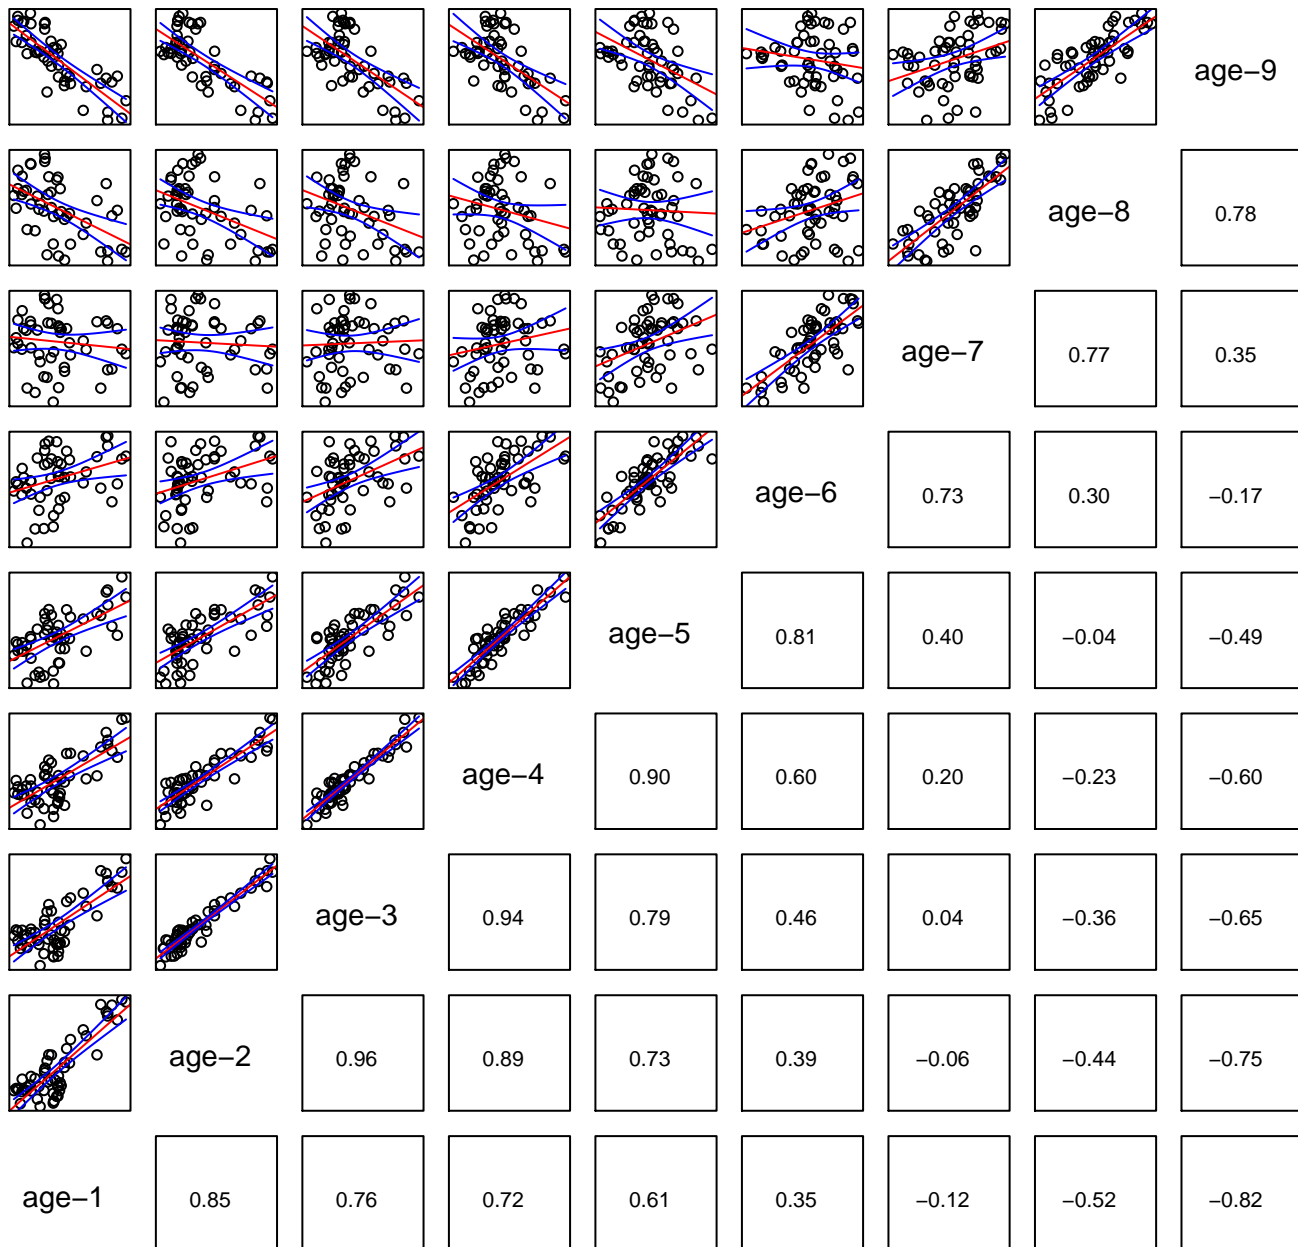 age−9
age−8 0.78
age−7 0.77 0.35
age−6 0.73 0.30 −0.17
age−5 0.81 0.40 −0.04 −0.49
age−4 0.90 0.60 0.20 −0.23 −0.60
age−3 0.94 0.79 0.46 0.04 −0.36 −0.65
age−2 0.96 0.89 0.73 0.39 −0.06 −0.44 −0.75
age−1 0.85 0.76 0.72 0.61 0.35 −0.12 −0.52 −0.82